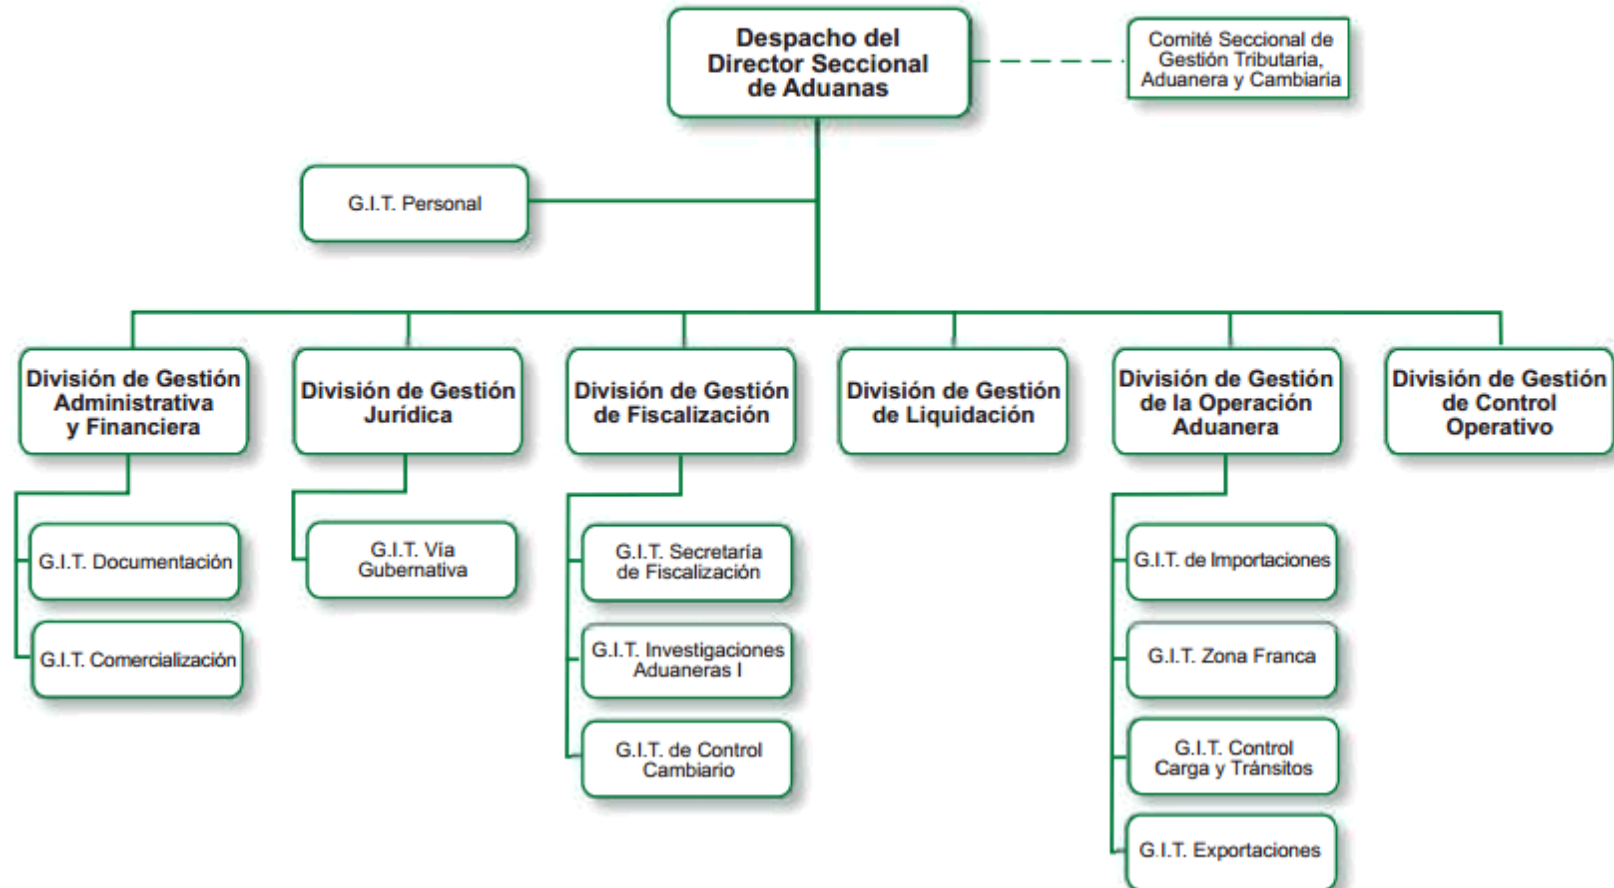 Despacho del
Director Seccional
de Aduanas
Comité Seccional de
Gestión Tributaria,
Aduanera y Cambiaria
G.I.T. Personal
División de Gestión
Administrativa
y Financiera
División de Gestión
Jurídica
División de Gestión
de Fiscalización
División de Gestión
de Liquidación
División de Gestión
de la Operación
Aduanera
División de Gestión
de Control
Operativo
G.I.T. Documentación
G.I.T. Comercialización
G.I.T. Vía
Gubernativa
G.I.T. Secretaría
de Fiscalización
G.I.T. Investigaciones
Aduaneras I
G.I.T. de Control
Cambiario
G.I.T. de Importaciones
G.I.T. Zona Franca
G.I.T. Control
Carga y Tránsitos
G.I.T. Exportaciones